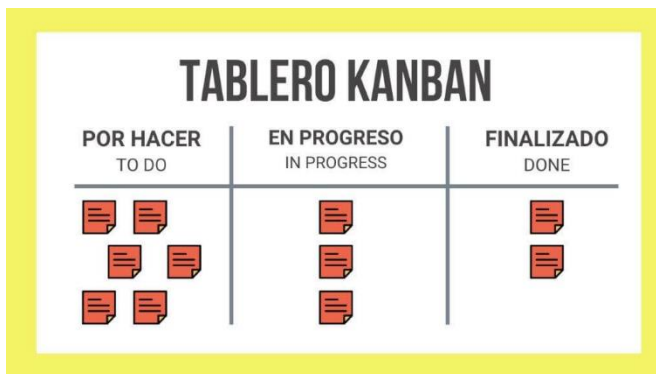 TABLERO KANBAN
POR HACER
TO DO
EN PROGRESO
IN PROGRESS
FINALIZADO
DONE